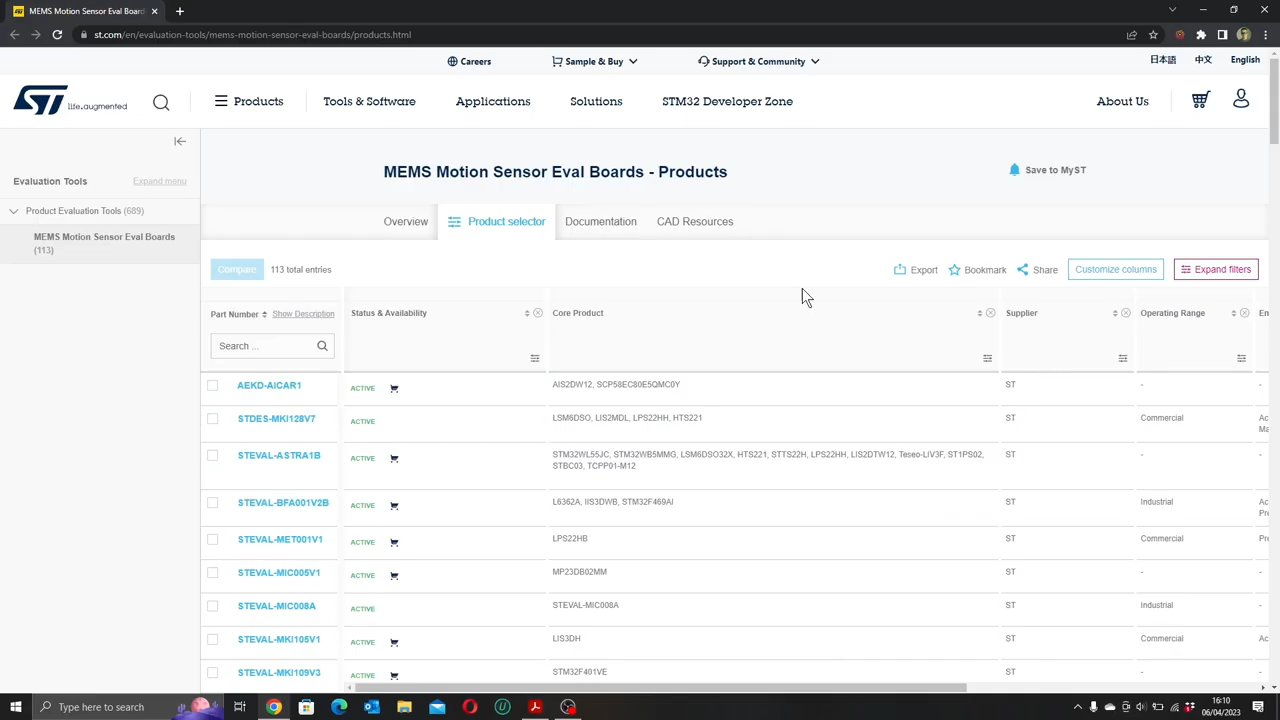 MEMS Motion Sensor Eval Boards
st.com/en/evaluation-tools/mems-motion-sensor-eval-boards/products.html
Careers
Sample & Buy
Support & Community
日本語
中文
English
ST life.augmented
Products
Tools & Software
Applications
Solutions
STM32 Developer Zone
About Us
Evaluation Tools
Expand menu
Product Evaluation Tools (689)
MEMS Motion Sensor Eval Boards
(113)
MEMS Motion Sensor Eval Boards - Products
Save to MyST
Overview
Product selector
Documentation
CAD Resources
Compare
113 total entries
Export
Bookmark
Share
Customize columns
Expand filters
Part Number
Show Description
Status & Availability
Core Product
Supplier
Operating Range
Search ...
AEKD-AICAR1 ACTIVE AIS2DW12, SCP58EC80E5QMC0Y ST - -
STDES-MKI128V7 ACTIVE LSM6DSO, LIS2MDL, LPS22HH, HTS221 ST Commercial
STEVAL-ASTRA1B ACTIVE STM32WL55JC, STM32WB5MMG, LSM6DSO32X, HTS221, STTS22H, LPS22HH, LIS2DTW12, Teseo-LIV3F, ST1PS02, ST - -
STBC03, TCPP01-M12
STEVAL-BFA001V2B ACTIVE L6362A, IIS3DWB, STM32F469AI ST Industrial
STEVAL-MET001V1 ACTIVE LPS22HB ST Commercial
STEVAL-MIC005V1 ACTIVE MP23DB02MM ST - -
STEVAL-MIC008A ACTIVE STEVAL-MIC008A ST Industrial -
STEVAL-MKI105V1 ACTIVE LIS3DH ST Commercial
STEVAL-MKI109V3 ACTIVE STM32F401VE ST - -
Type here to search
16:10
06/04/2023